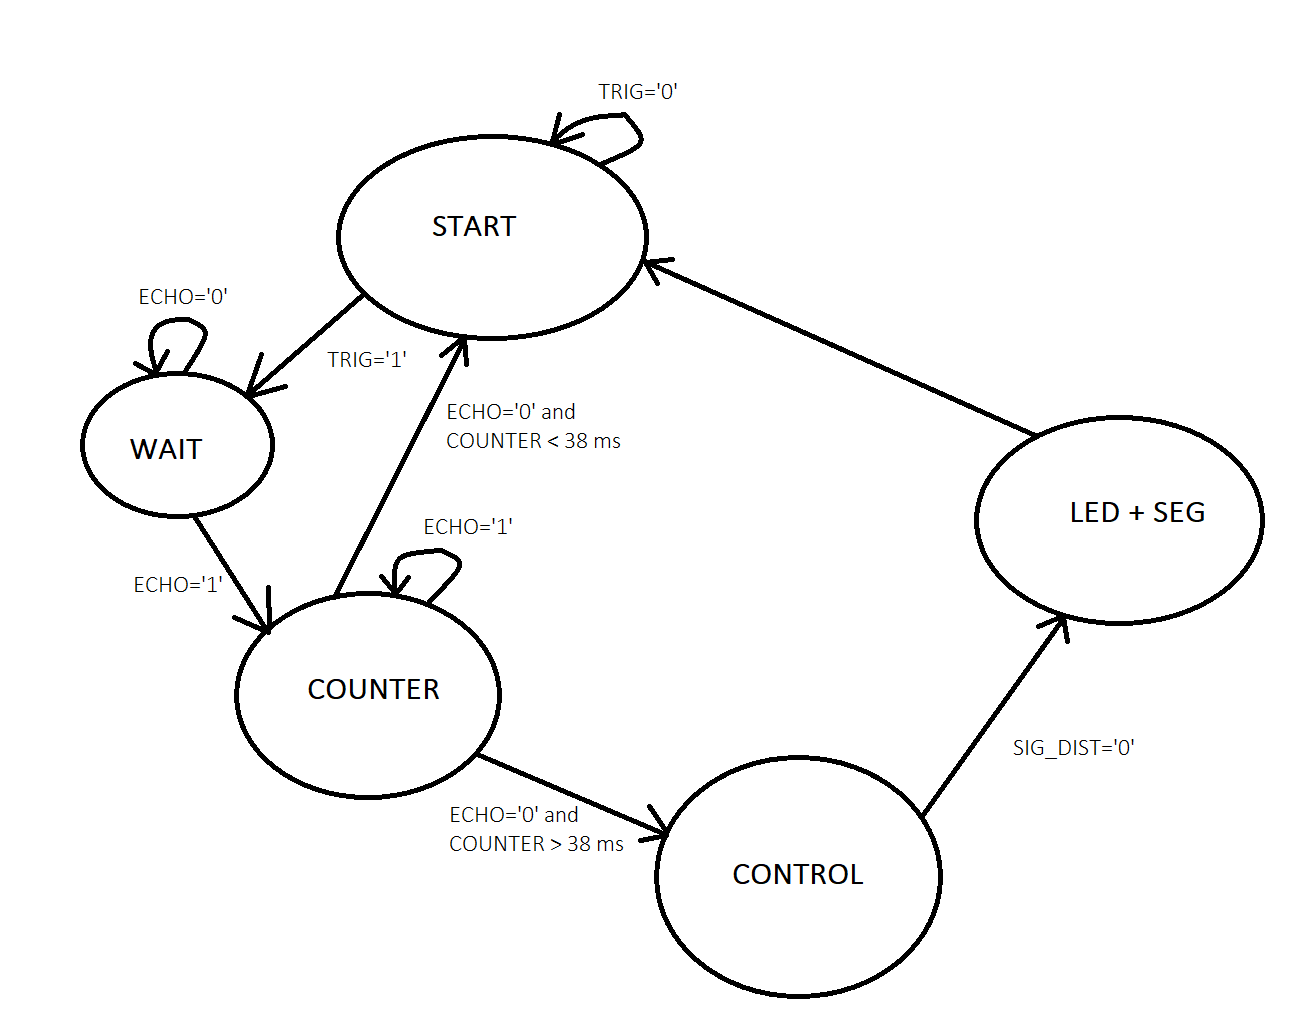 TRIG='0'
START
ECHO='0'
TRIG='1'
ECHO='0' and
COUNTER < 38 ms
WAIT
ECHO='1'
LED + SEG
ECHO='1'
COUNTER
SIG_DIST='0'
ECHO='0' and
COUNTER > 38 ms
CONTROL